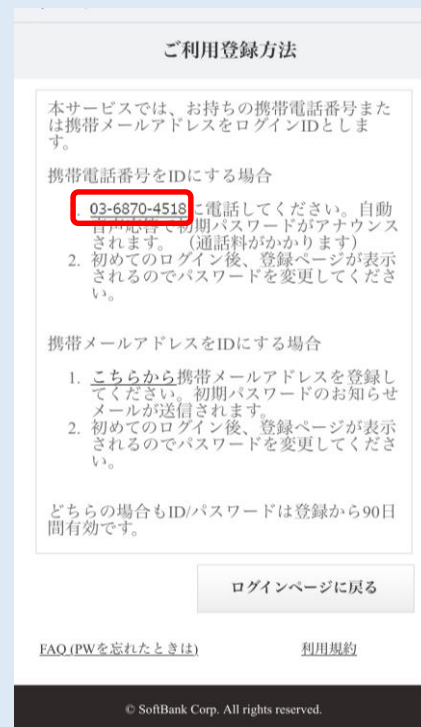 ご利用登録方法
本サービスでは、お持ちの携帯電話番号また
は携帯メールアドレスをログインIDとしま
す。
携帯電話番号をIDにする場合
. 03-6870-4518に電話してください。自動
音声応答で初期パスワードがアナウンス
されます。 （通話料がかかります）
2. 初めてのログイン後、登録ページが表示
されるのでパスワードを変更してくださ
い。
携帯メールアドレスをIDにする場合
1. こちらから携帯メールアドレスを登録し
てください。初期パスワードのお知らせ
メールが送信されます。
2. 初めてのログイン後、登録ページが表示
されるのでパスワードを変更してくださ
い。
どちらの場合もID/パスワードは登録から90日
間有効です。
ログインページに戻る
FAQ (PWを忘れたときは) 利用規約
© SoftBank Corp. All rights reserved.